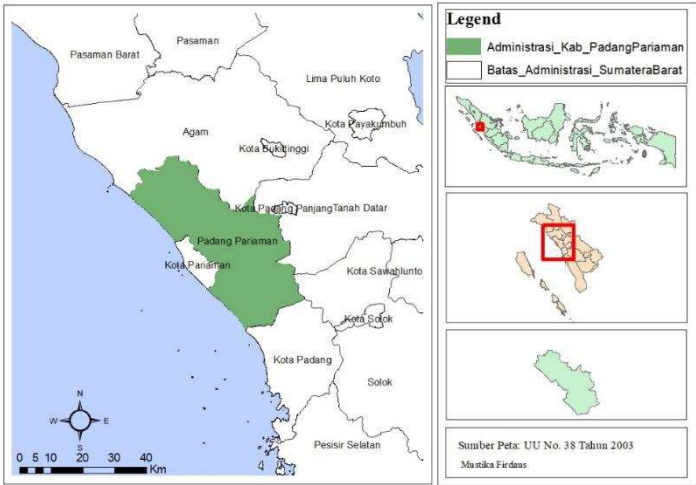 Pasaman
Pasaman Barat
Lima Puluh Koto
Kota Payakumbuh
Agam
Kota Bukittinggi
Kota Padang Panjang
Tanah Datar
Padang Pariaman
Kota Pariaman
Kota Sawahlunto
Kota Solok
Kota Padang
Solok
Pesisir Selatan
N
W E
S
0 5 10 20 30 40
Km
Legend
Administrasi_Kab_PadangPariaman
Batas_Administrasi_SumateraBarat
Sumber Peta: UU No. 38 Tahun 2003
Mustika Firdaus